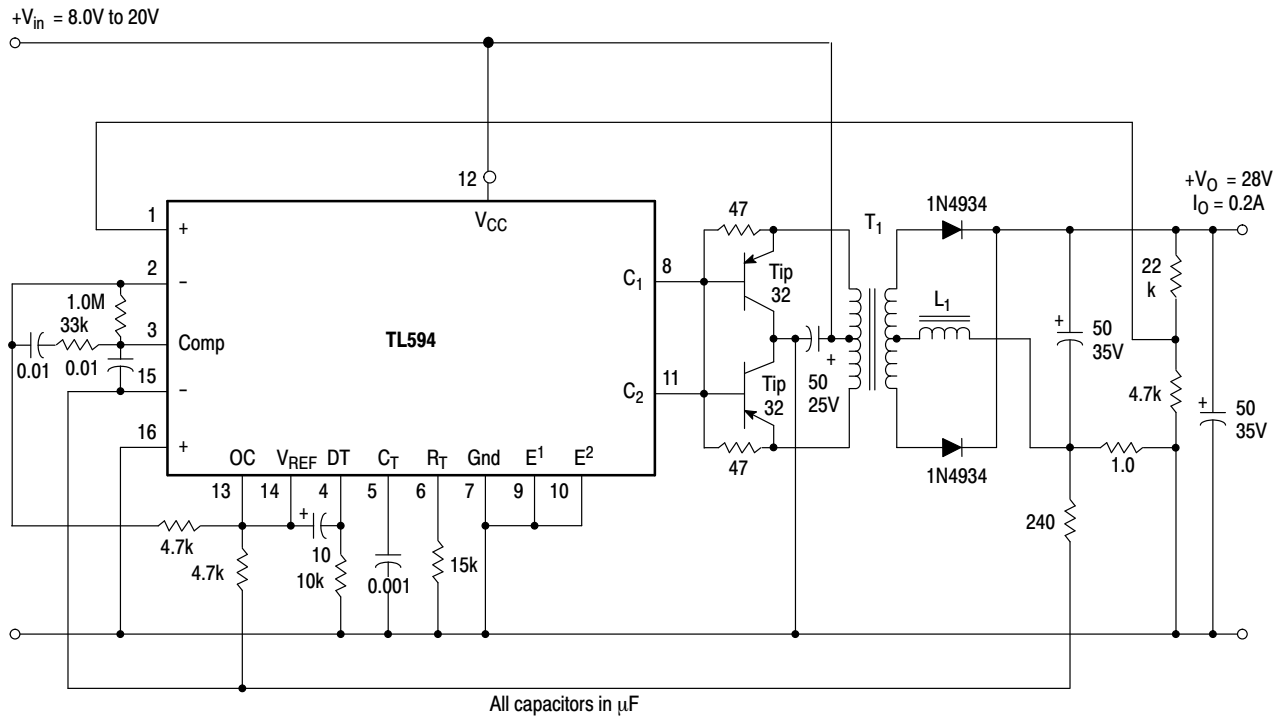 +Vin = 8.0V to 20V
12
VCC
+VO = 28V
IO = 0.2A
1
+
47
T1
1N4934
2
−
8
C1
Tip
32
22
k
1.0M
33k
3
Comp
TL594
L1
+
50
35V
0.01
0.01
15
−
11
C2
Tip
32
50
25V
+
4.7k
+
50
35V
16
+
OC
VREF
DT
CT
RT
Gnd
E1
E2
47
1N4934
1.0
13
14
4
5
6
7
9
10
+
240
4.7k
4.7k
10
10k
0.001
15k
All capacitors in μF